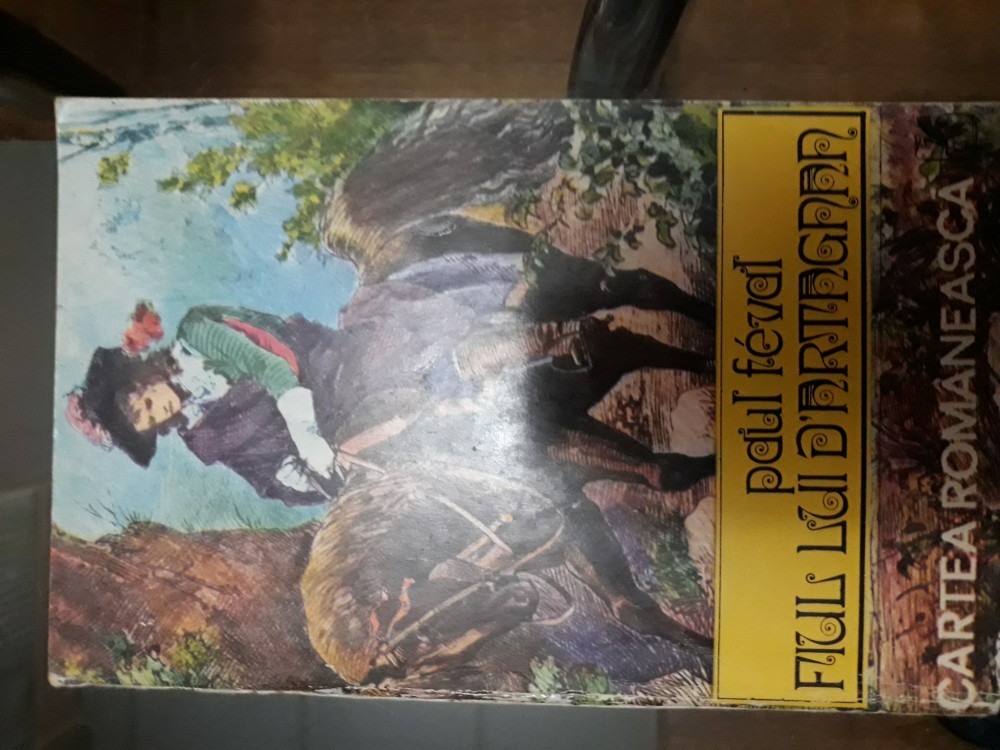 paul féval
FIUL LUI D'ARTAGNAN
CARTEA ROMÂNEASCĂ